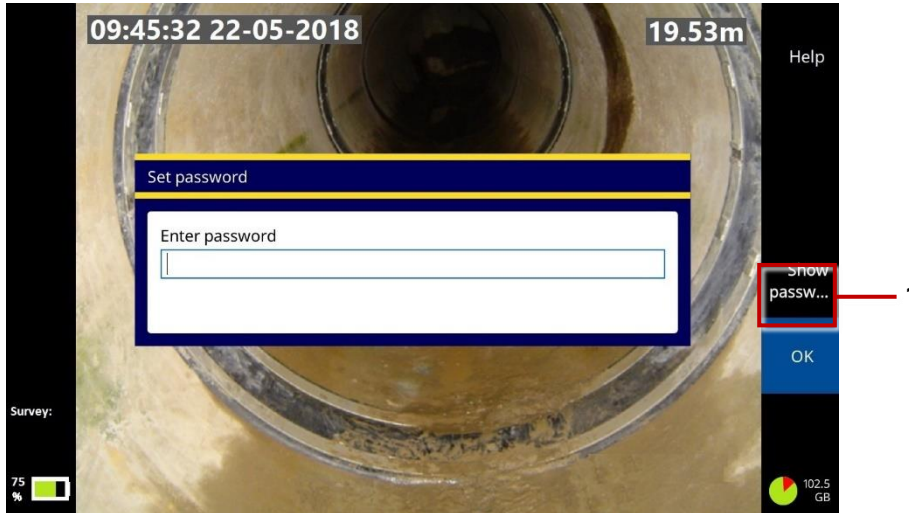 09:45:32 22-05-2018
19.53m
Help
Set password
Enter password
Show
passw...
OK
Survey:
75
%
102.5
GB